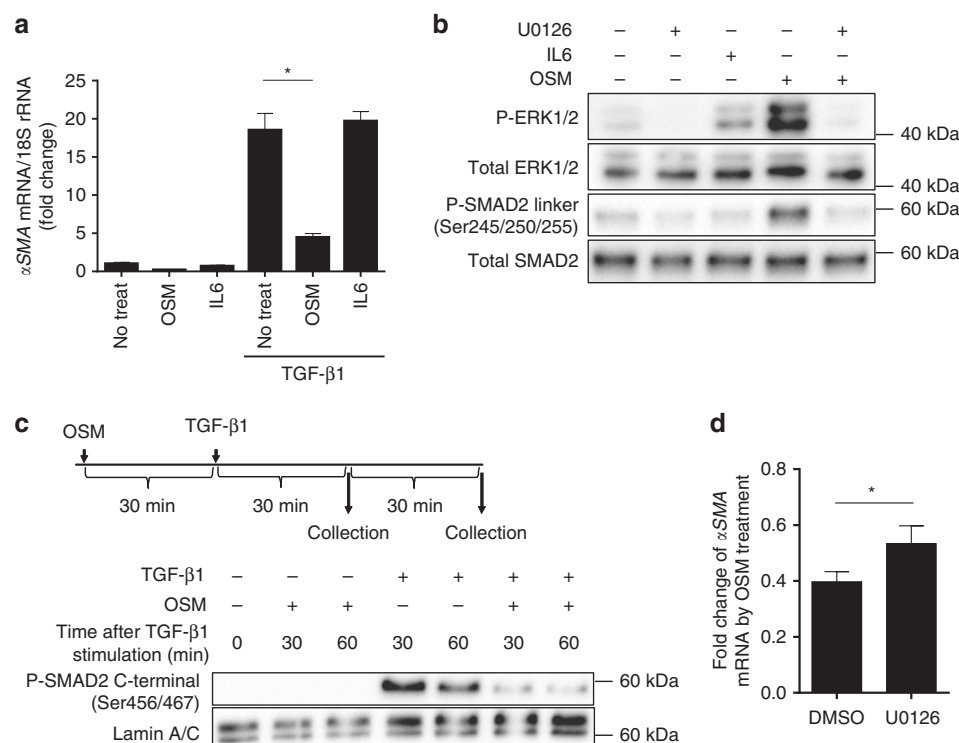 a
αSMA mRNA/18S rRNA
(fold change)
25
20
15
10
5
0
*
No treat
OSM
IL6
No treat
OSM
IL6
TGF-β1
b
U0126 – + – – +
IL6 – – + – –
OSM – – – + +
P-ERK1/2
40 kDa
Total ERK1/2
40 kDa
P-SMAD2 linker
(Ser245/250/255)
60 kDa
Total SMAD2
60 kDa
c
OSM
TGF-β1
30 min
30 min
30 min
Collection
Collection
TGF-β1 – – – + + + +
OSM – + + – – + +
Time after TGF-β1
stimulation (min)
0 30 60 30 60 30 60
P-SMAD2 C-terminal
(Ser456/467)
60 kDa
Lamin A/C
60 kDa
d
Fold change of αSMA
mRNA by OSM treatment
0.8
0.6
0.4
0.2
0.0
*
DMSO
U0126